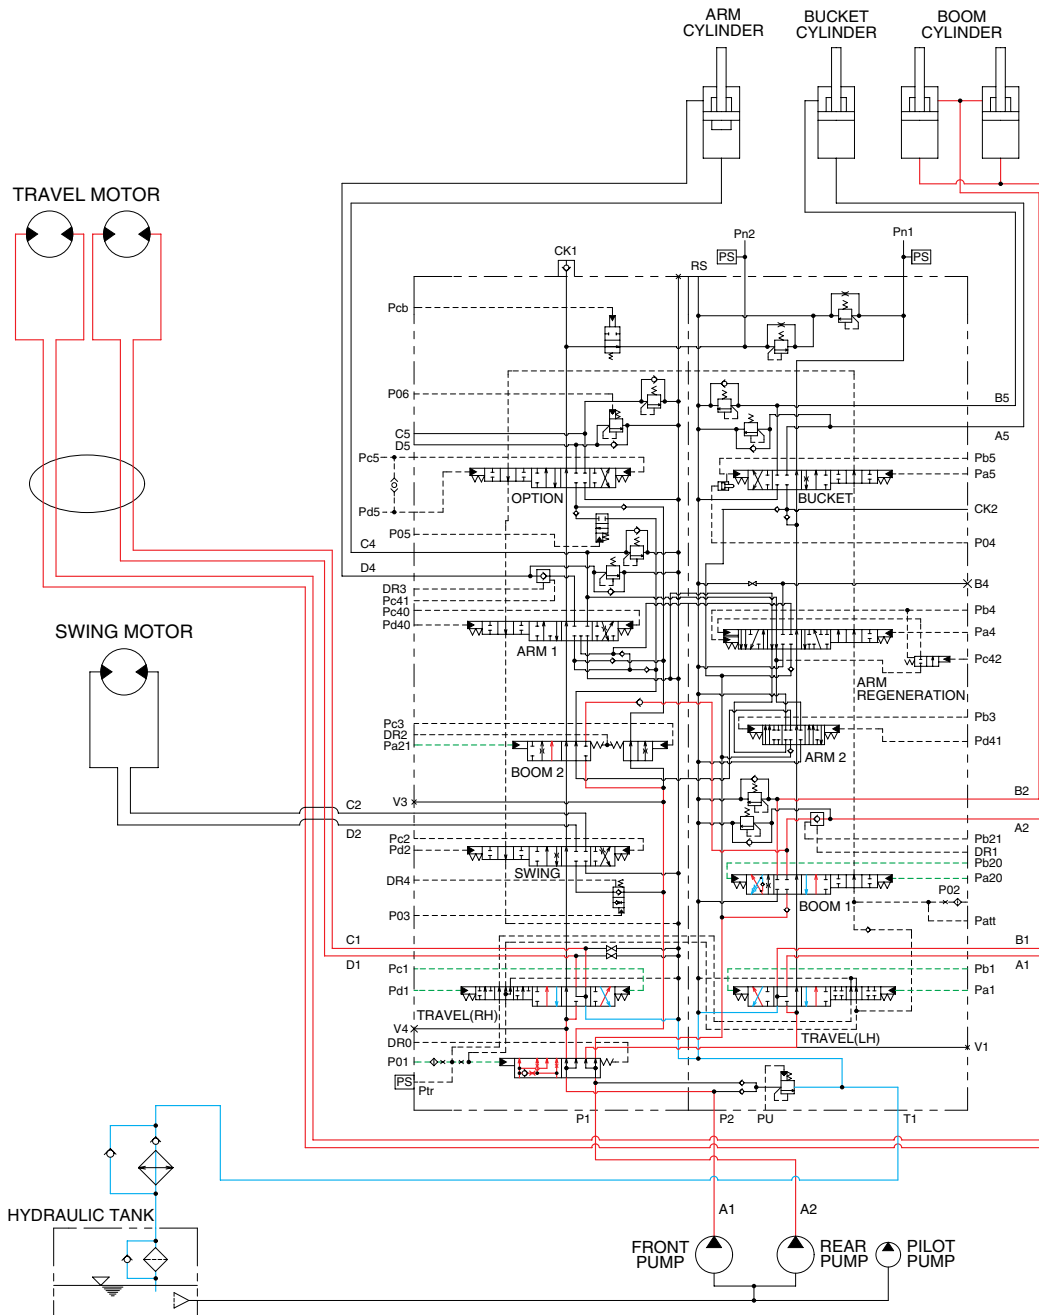 ARM
CYLINDER
BUCKET
CYLINDER
BOOM
CYLINDER
TRAVEL MOTOR
Pn2
Pn1
CK1
PS
PS
RS
Pcb
P06
C5
D5
Pc5
Pd5
OPTION
BUCKET
B5
A5
Pb5
Pa5
CK2
P05
P04
C4
D4
DR3
Pc41
Pc40
Pd40
ARM 1
B4
Pb4
Pa4
Pc42
ARM
REGENERATION
SWING MOTOR
Pc3
DR2
Pa21
BOOM 2
Pb3
Pd41
ARM 2
C2
V3
D2
B2
A2
Pc2
Pd2
SWING
DR4
P03
Pb21
DR1
Pb20
Pa20
BOOM 1
P02
Patt
C1
D1
B1
A1
Pc1
Pd1
Pb1
Pa1
TRAVEL(RH)
TRAVEL(LH)
V4
DR0
V1
P01
PS
Ptr
P1
P2
PU
T1
HYDRAULIC TANK
A1
A2
FRONT
PUMP
REAR
PUMP
PILOT
PUMP